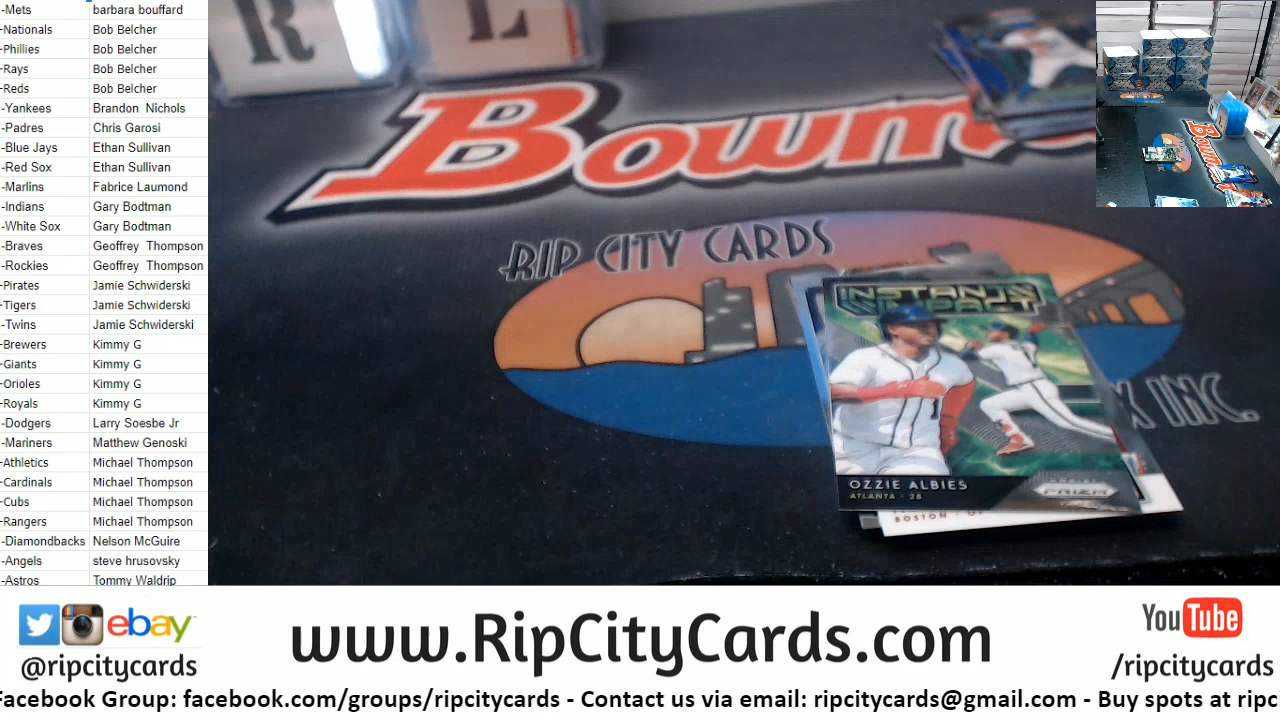 -Mets barbara bouffard
-Nationals Bob Belcher
-Phillies Bob Belcher
-Rays Bob Belcher
-Reds Bob Belcher
-Yankees Brandon Nichols
-Padres Chris Garosi
-Blue Jays Ethan Sullivan
-Red Sox Ethan Sullivan
-Marlins Fabrice Laumond
-Indians Gary Bodtman
-White Sox Gary Bodtman
-Braves Geoffrey Thompson
-Rockies Geoffrey Thompson
-Pirates Jamie Schwiderski
-Tigers Jamie Schwiderski
-Twins Jamie Schwiderski
-Brewers Kimmy G
-Giants Kimmy G
-Orioles Kimmy G
-Royals Kimmy G
-Dodgers Larry Soesbe Jr
-Mariners Matthew Genoski
-Athletics Michael Thompson
-Cardinals Michael Thompson
-Cubs Michael Thompson
-Rangers Michael Thompson
-Diamondbacks Nelson McGuire
-Angels steve hrusovsky
-Astros Tommy Waldrip
R L
Bowm
RIP CITY CARDS
X INC.
INSTANT IMPACT
1
OZZIE ALBIES
ATLANTA - 2B
PRIZM
BOSTON
Bowm
ebay
@ripcitycards
www.RipCityCards.com
YouTube
/ripcitycards
Facebook Group: facebook.com/groups/ripcitycards - Contact us via email: ripcitycards@gmail.com - Buy spots at ripc